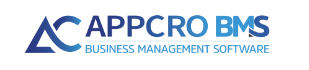 APPCRO BMS
BUSINESS MANAGEMENT SOFTWARE